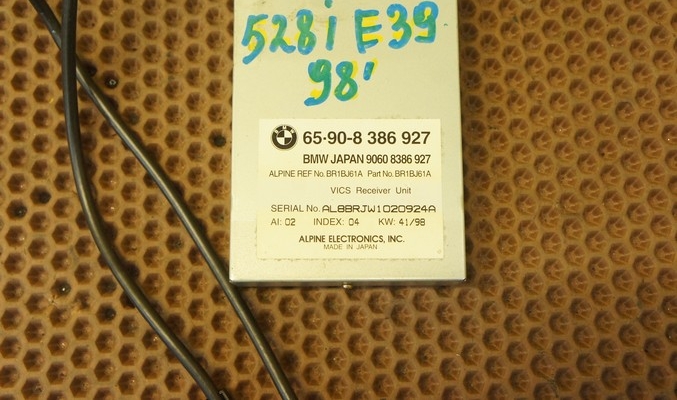 528i E39
98'
BMW
65·90-8 386 927
BMW JAPAN 9060 8386 927
ALPINE REF No. BR1BJ61A Part No. BR1BJ61A
VICS Receiver Unit
SERIAL No. AL88RJW1020924A
AI: 02 INDEX: 04 KW: 41/98
ALPINE ELECTRONICS, INC.
MADE IN JAPAN